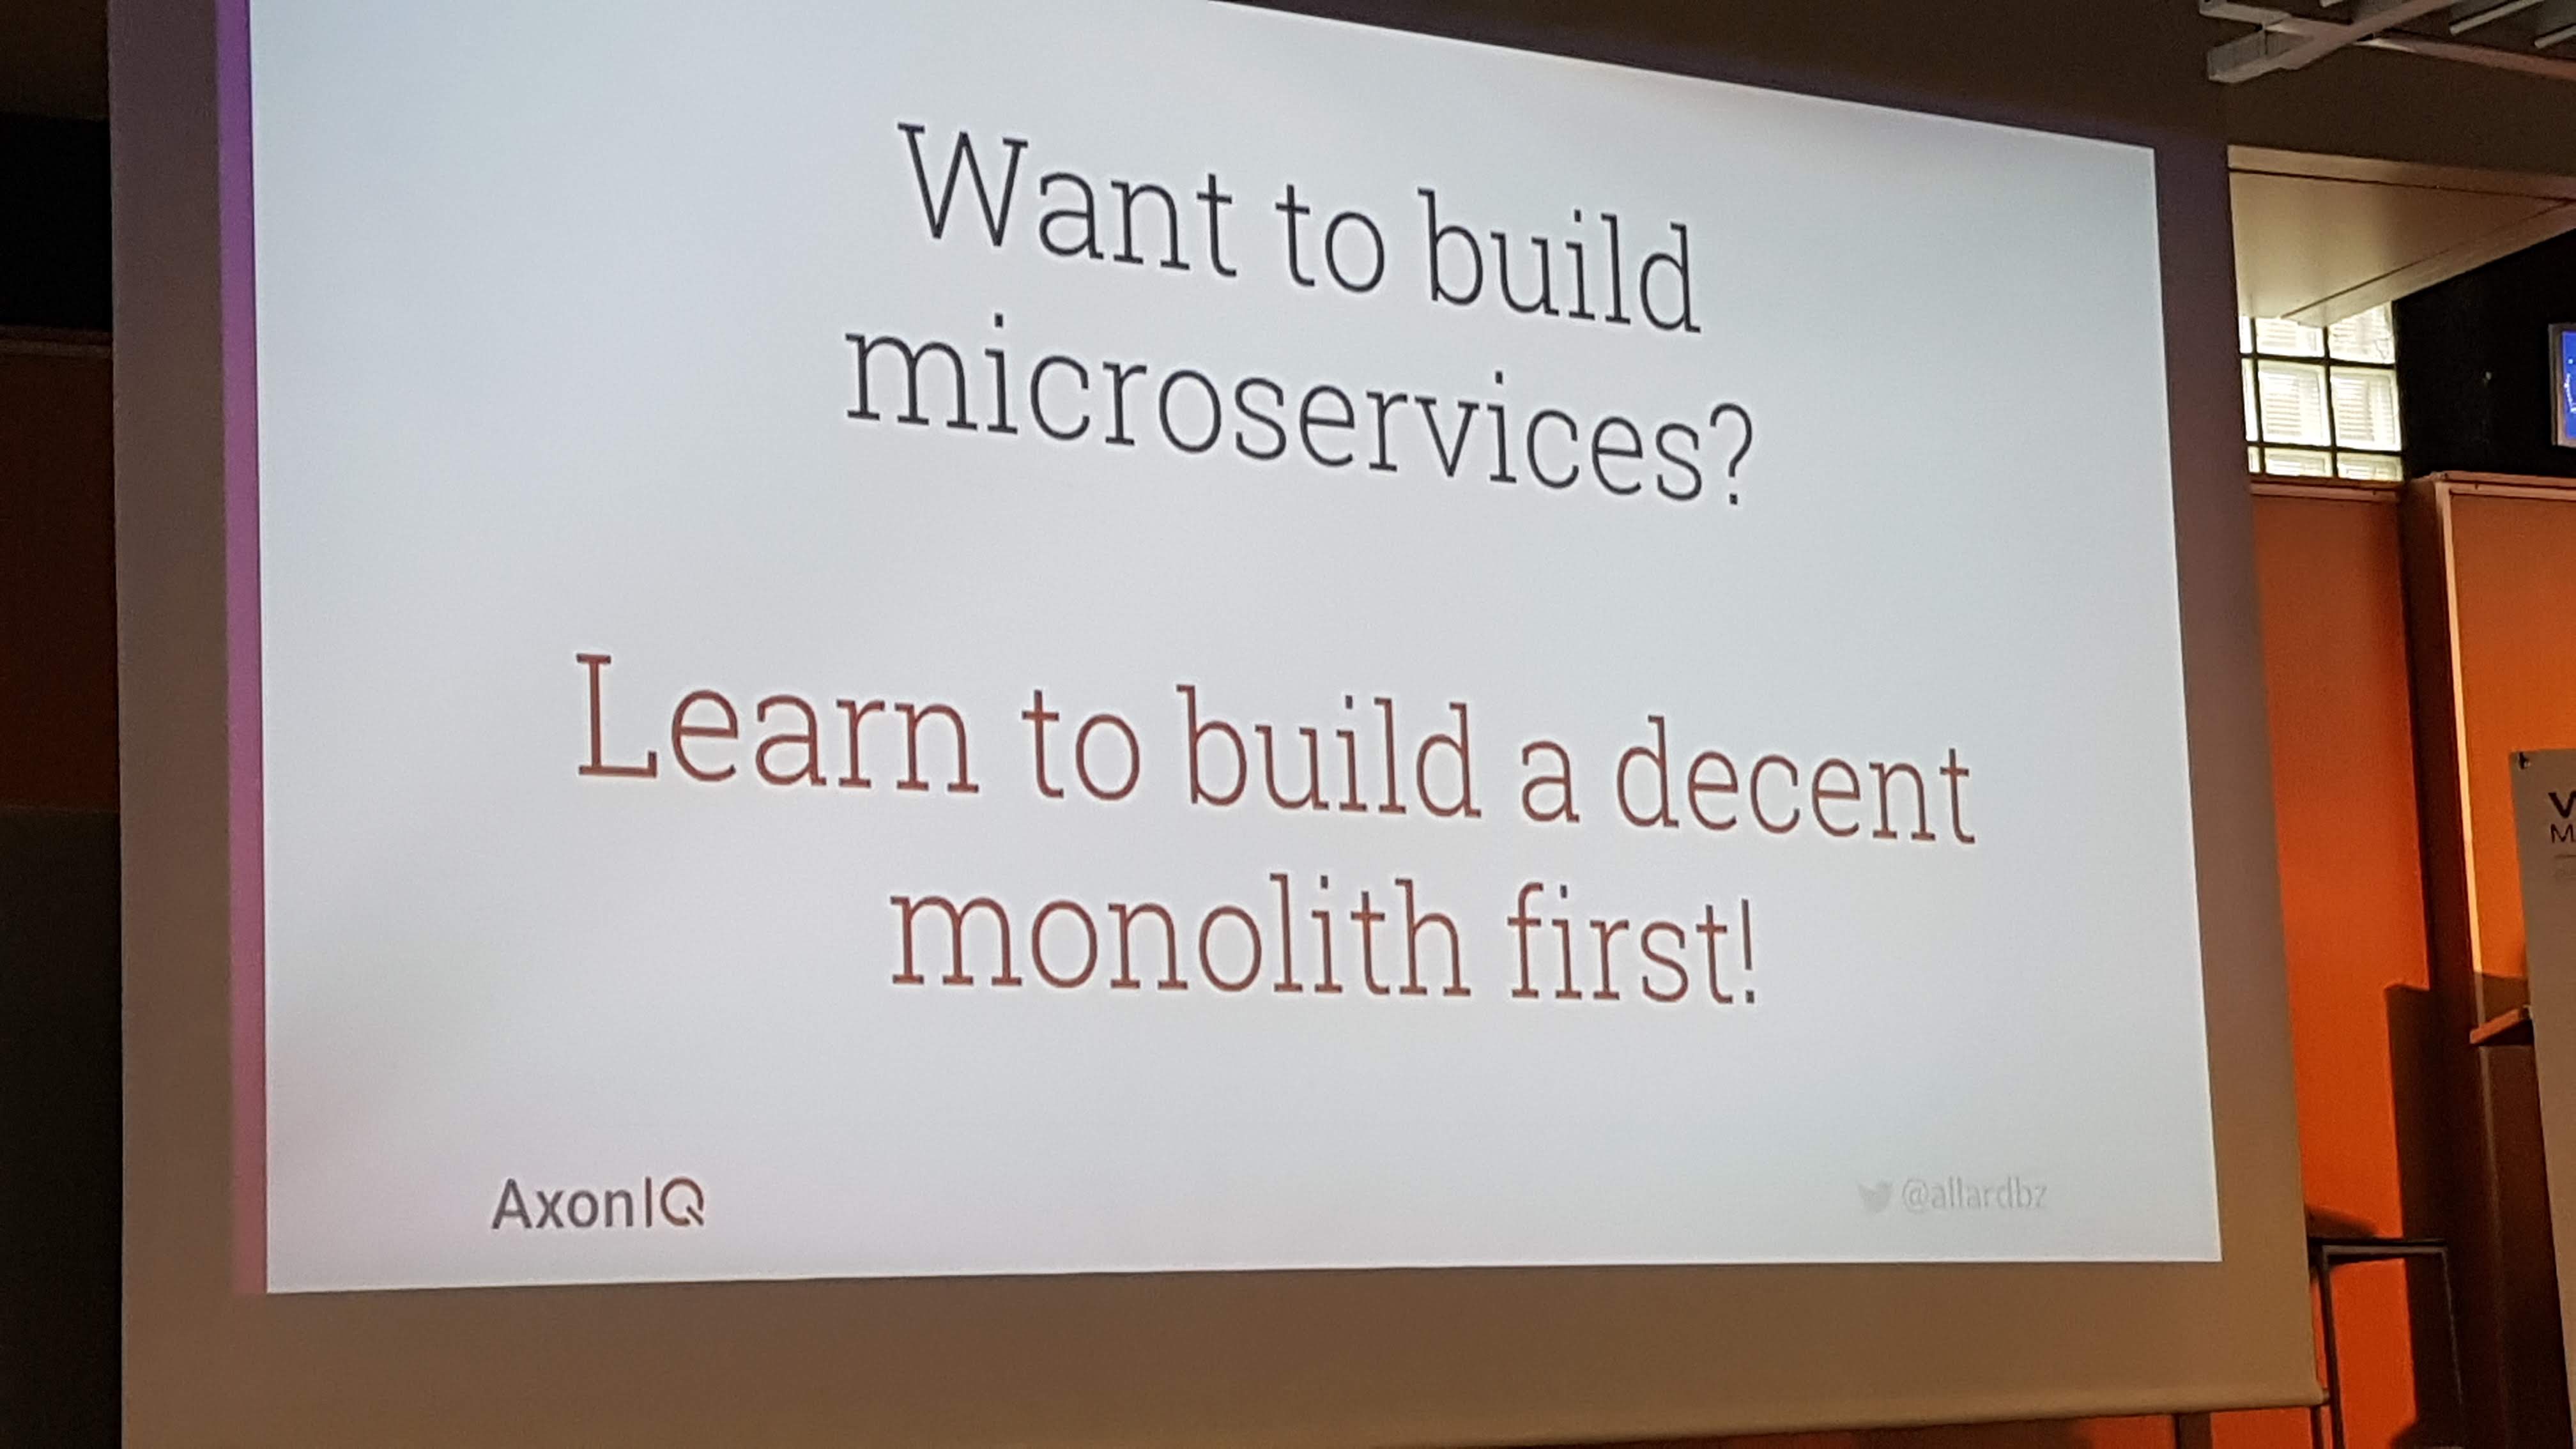 Want to build
microservices?
Learn to build a decent
monolith first!
AxonIQ
@allardbz